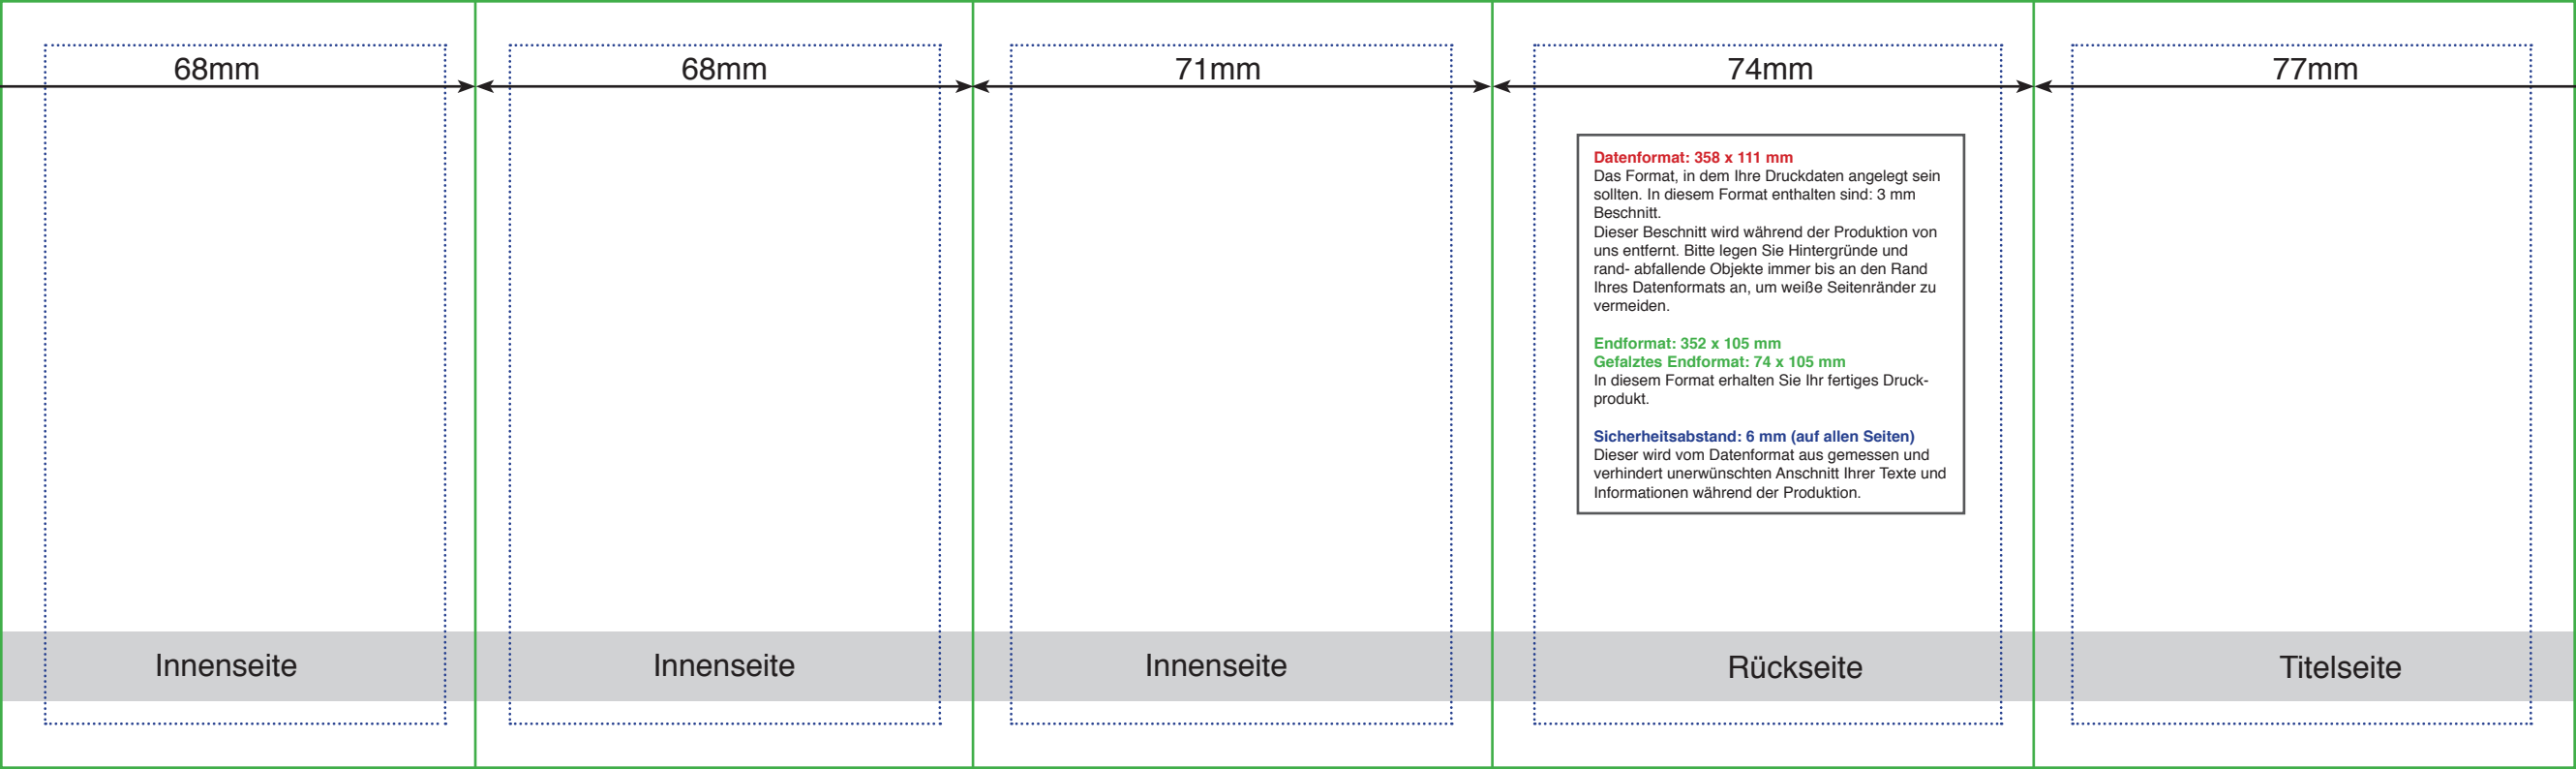 68mm
68mm
71mm
74mm
77mm
Datenformat: 358 x 111 mm
Das Format, in dem Ihre Druckdaten angelegt sein
sollten. In diesem Format enthalten sind: 3 mm
Beschnitt.
Dieser Beschnitt wird während der Produktion von
uns entfernt. Bitte legen Sie Hintergründe und
rand- abfallende Objekte immer bis an den Rand
Ihres Datenformats an, um weiße Seitenränder zu
vermeiden.
Endformat: 352 x 105 mm
Gefalztes Endformat: 74 x 105 mm
In diesem Format erhalten Sie Ihr fertiges Druck-
produkt.
Sicherheitsabstand: 6 mm (auf allen Seiten)
Dieser wird vom Datenformat aus gemessen und
verhindert unerwünschten Anschnitt Ihrer Texte und
Informationen während der Produktion.
Innenseite
Innenseite
Innenseite
Rückseite
Titelseite